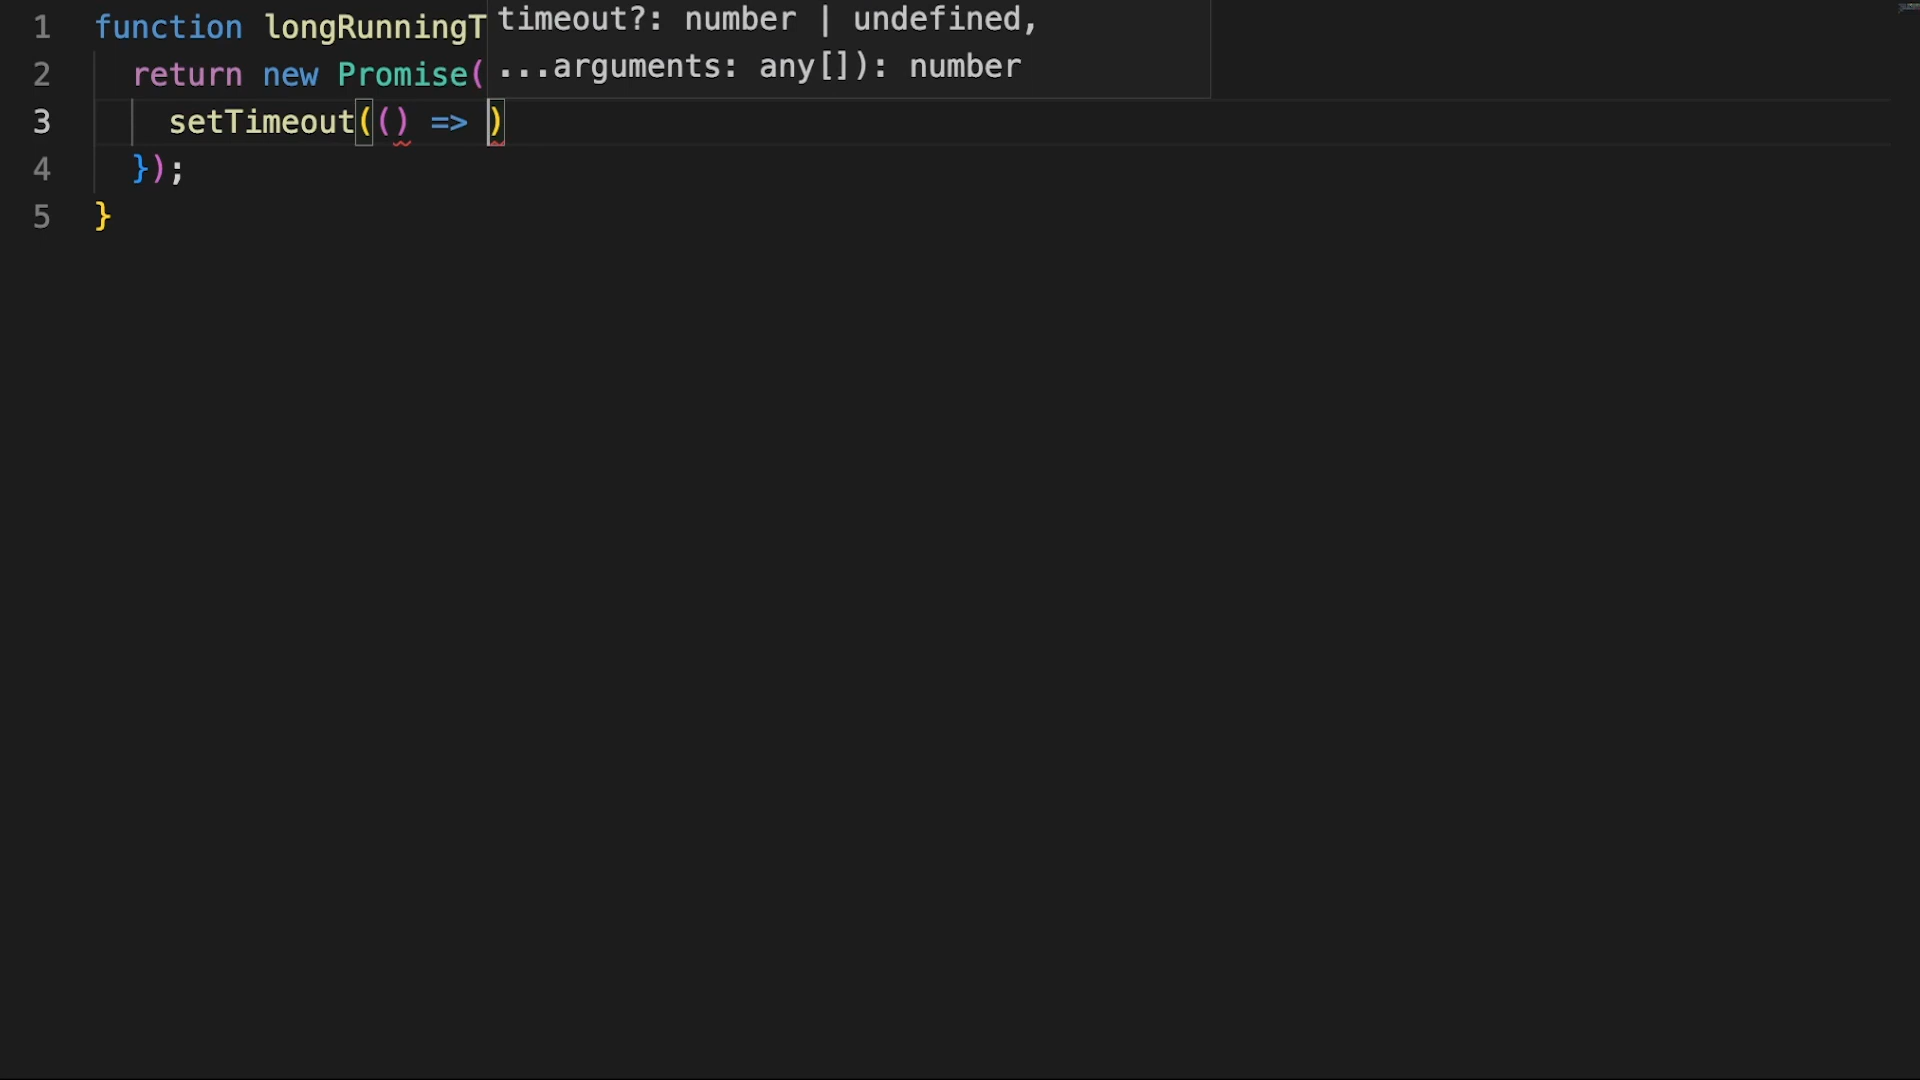 1 function longRunningT
timeout?: number | undefined,
2 return new Promise(
...arguments: any[]): number
3 setTimeout(() => )
4 });
5 }